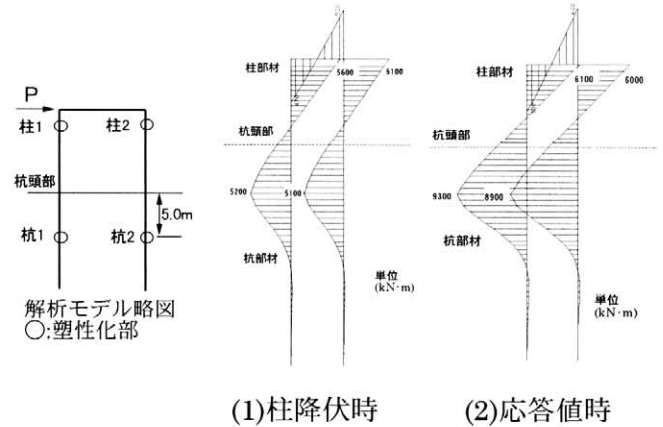 P
柱1
柱2
杭頭部
5.0m
杭1
杭2
解析モデル略図
○:塑性化部
柱部材
5600
5100
杭頭部
5200
5100
杭部材
単位
(kN·m)
(1)柱降伏時
柱部材
6100
6000
杭頭部
9300
8900
杭部材
単位
(kN·m)
(2)応答値時